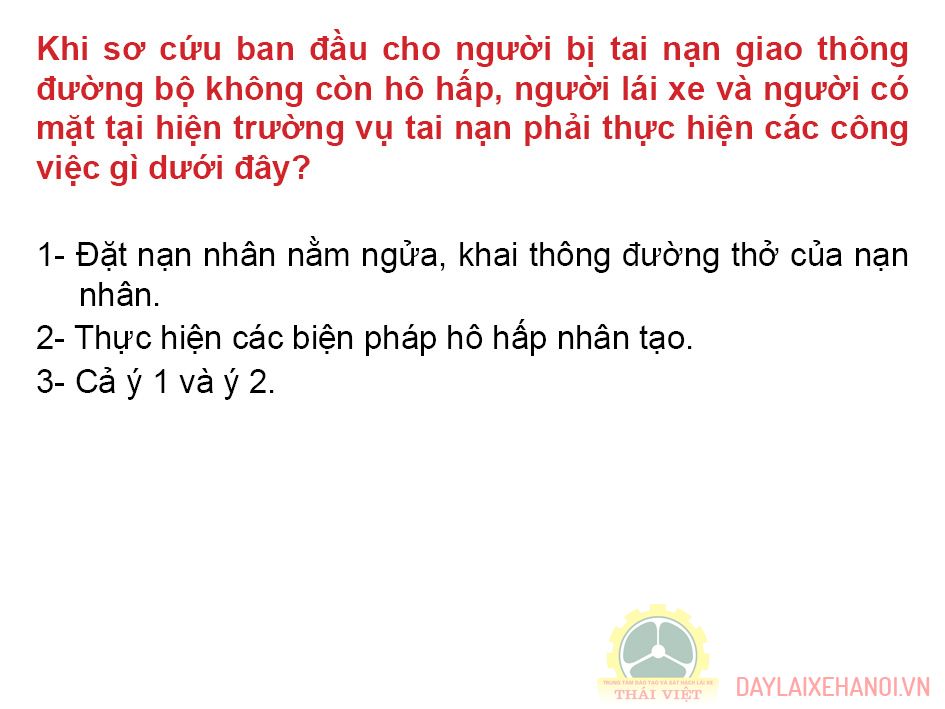 Khi sơ cứu ban đầu cho người bị tai nạn giao thông
đường bộ không còn hô hấp, người lái xe và người có
mặt tại hiện trường vụ tai nạn phải thực hiện các công
việc gì dưới đây?
1- Đặt nạn nhân nằm ngửa, khai thông đường thở của nạn
nhân.
2- Thực hiện các biện pháp hô hấp nhân tạo.
3- Cả ý 1 và ý 2.
TRUNG TÂM ĐÀO TẠO VÀ SÁT HẠCH LÁI XE
THÁI VIỆT
DAYLAIXEHANOI.VN